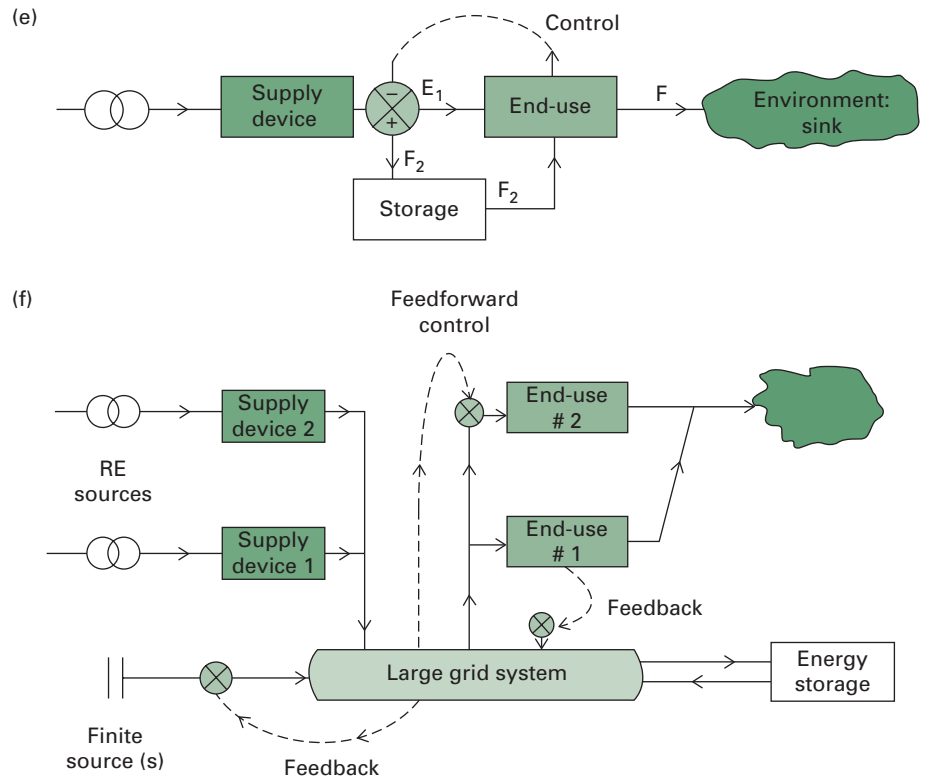 (e)
Control
Supply
device
−
+
E₁
End-use
F
Environment:
sink
F₂
Storage
F₂
(f)
Feedforward
control
Supply
device 2
End-use
# 2
RE
sources
Supply
device 1
End-use
# 1
Feedback
Large grid system
Energy
storage
Finite
source (s)
Feedback